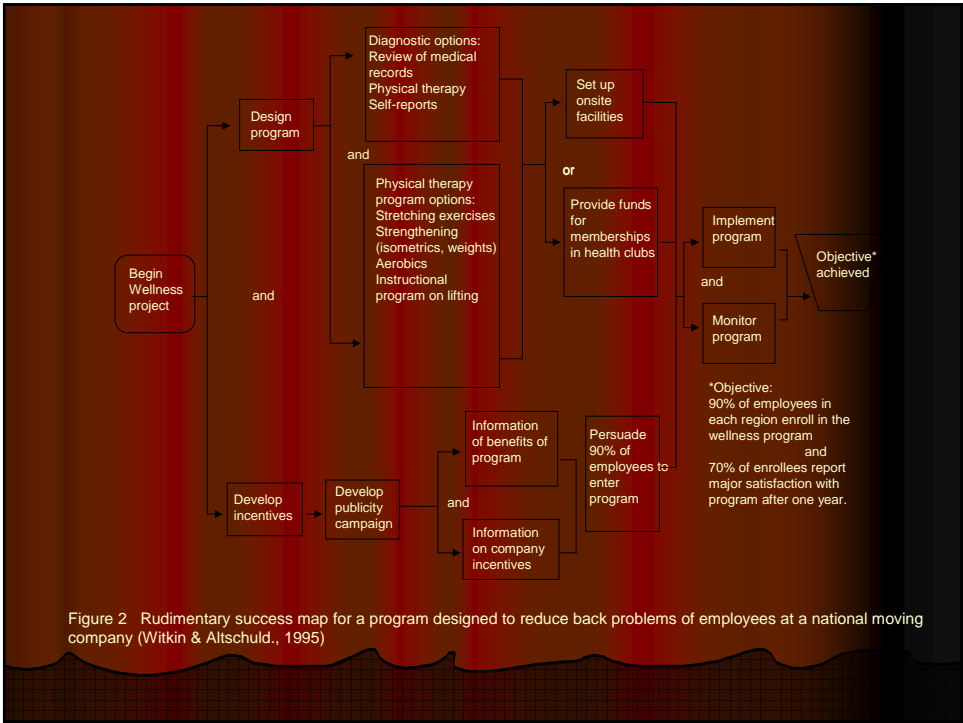 Begin
Wellness
project
and
Design
program
Diagnostic options:
Review of medical
records
Physical therapy
Self-reports
and
Physical therapy
program options:
Stretching exercises
Strengthening
(isometrics, weights)
Aerobics
Instructional
program on lifting
Set up
onsite
facilities
or
Provide funds
for
memberships
in health clubs
Implement
program
and
Monitor
program
Objective*
achieved
Develop
incentives
Develop
publicity
campaign
Information
of benefits of
program
and
Information
on company
incentives
Persuade
90% of
employees to
enter
program
*Objective:
90% of employees in
each region enroll in the
wellness program
and
70% of enrollees report
major satisfaction with
program after one year.
Figure 2 Rudimentary success map for a program designed to reduce back problems of employees at a national moving
company (Witkin & Altschuld., 1995)